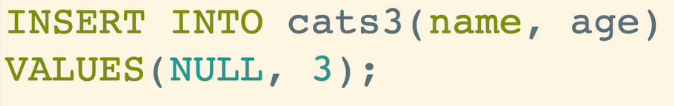 INSERT INTO cats3(name, age)
VALUES(NULL, 3);